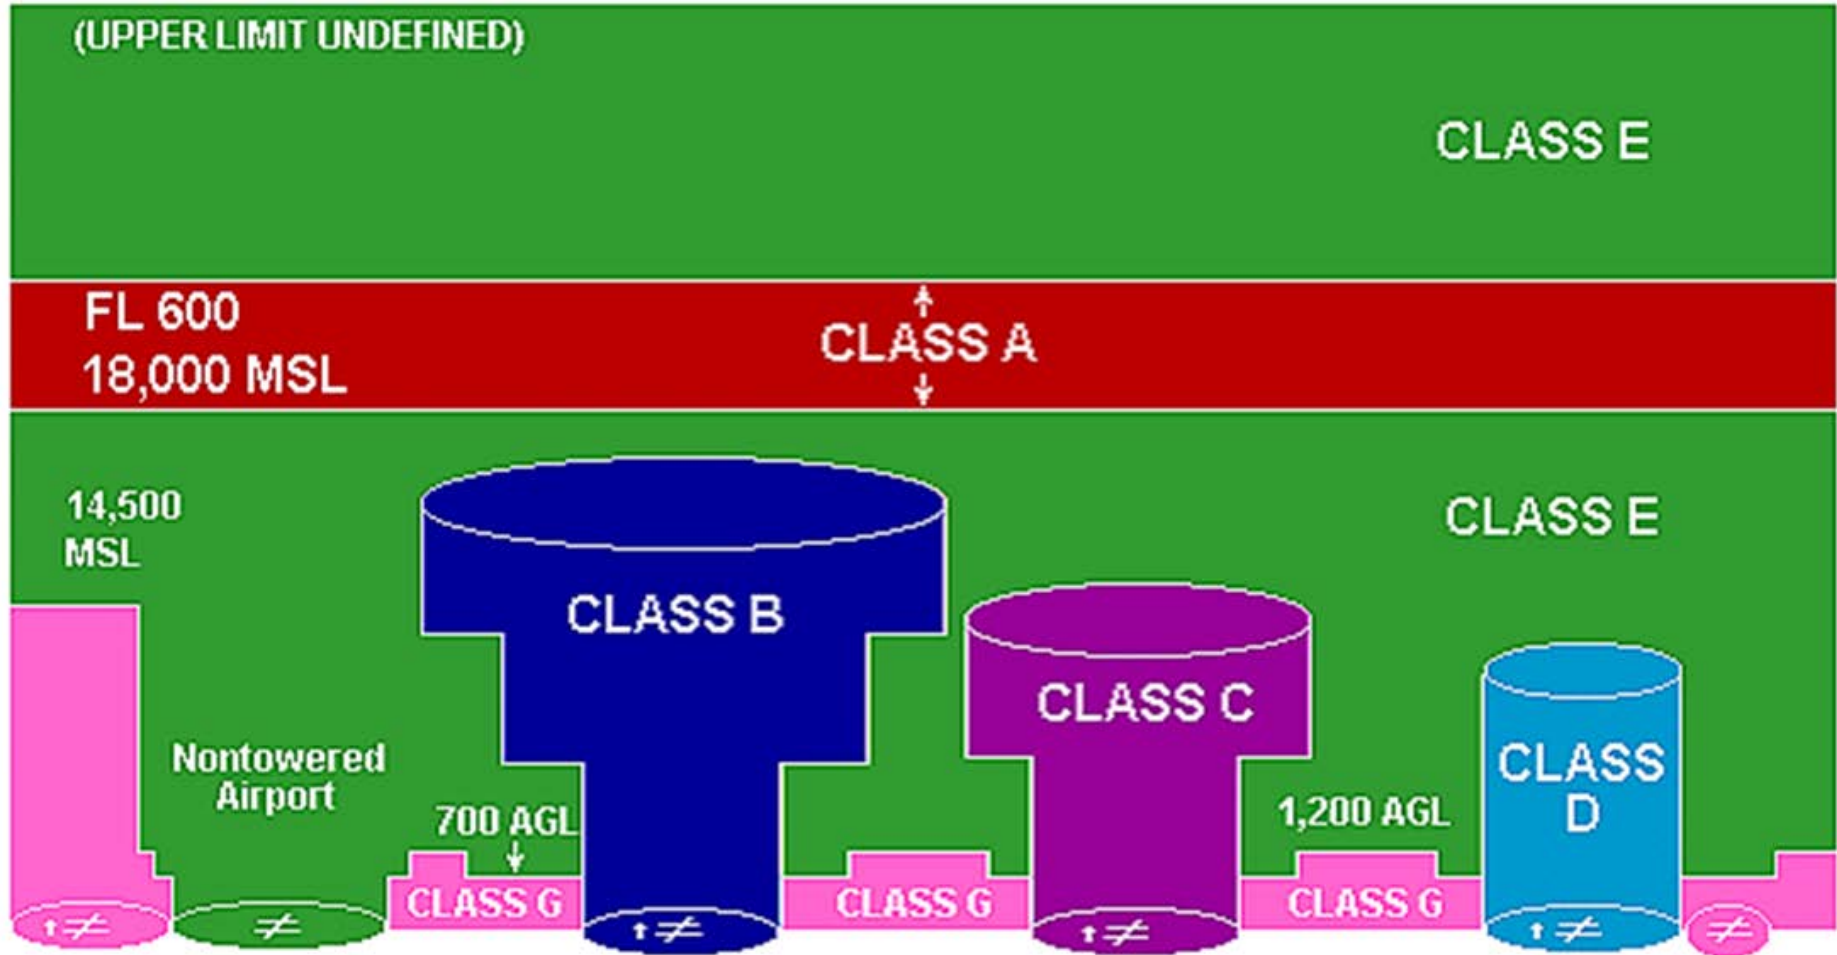 (UPPER LIMIT UNDEFINED)
CLASS E
FL 600
18,000 MSL
CLASS A
14,500
MSL
CLASS E
CLASS B
CLASS C
Nontowered
Airport
700 AGL
1,200 AGL
CLASS
D
CLASS G
CLASS G
CLASS G